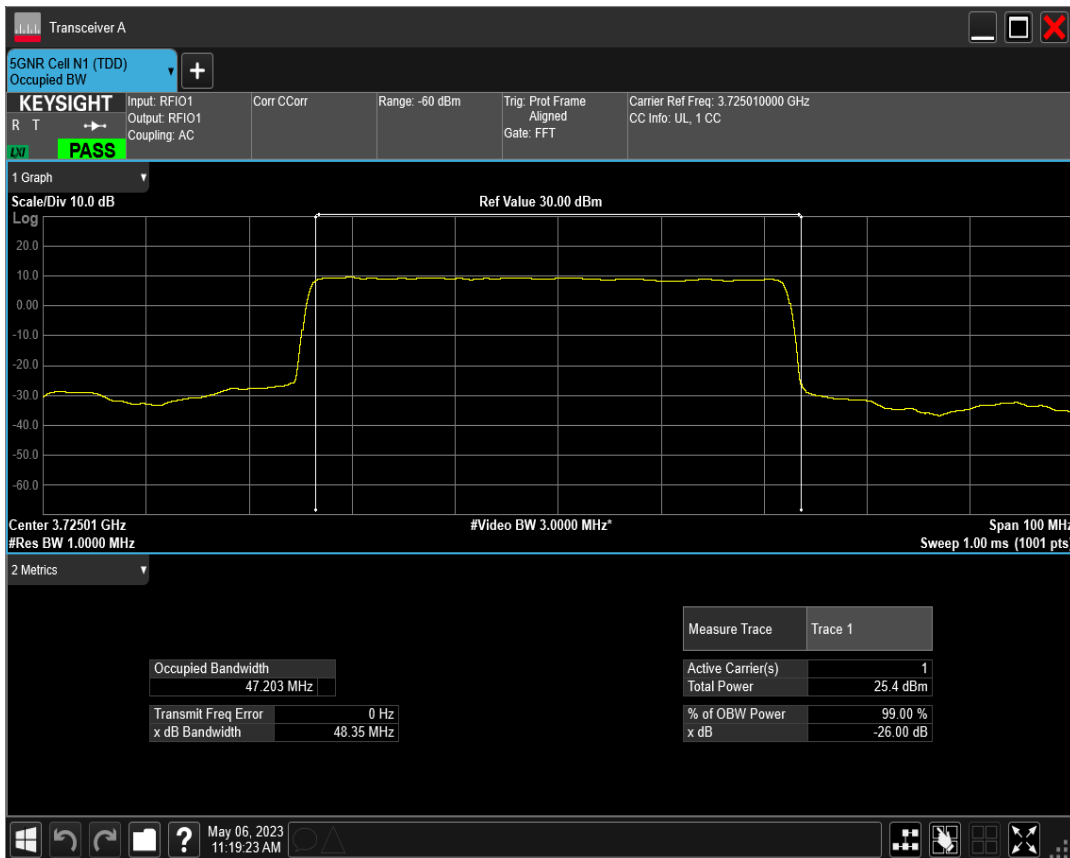 Transceiver A
5GNR Cell N1 (TDD)
Occupied BW
+
KEYSIGHT
R T
LXI
PASS
Input: RFIO1
Output: RFIO1
Coupling: AC
Corr CCorr
Range: -60 dBm
Trig: Prot Frame
Aligned
Gate: FFT
Carrier Ref Freq: 3.725010000 GHz
CC Info: UL, 1 CC
1 Graph
Scale/Div 10.0 dB
Ref Value 30.00 dBm
Log
20.0
10.0
0.00
-10.0
-20.0
-30.0
-40.0
-50.0
-60.0
Center 3.72501 GHz
#Video BW 3.0000 MHz*
Span 100 MHz
#Res BW 1.0000 MHz
Sweep 1.00 ms (1001 pts)
2 Metrics
Measure Trace Trace 1
Occupied Bandwidth
47.203 MHz
Active Carrier(s) 1
Total Power 25.4 dBm
Transmit Freq Error 0 Hz
x dB Bandwidth 48.35 MHz
% of OBW Power 99.00 %
x dB -26.00 dB
?
May 06, 2023
11:19:23 AM